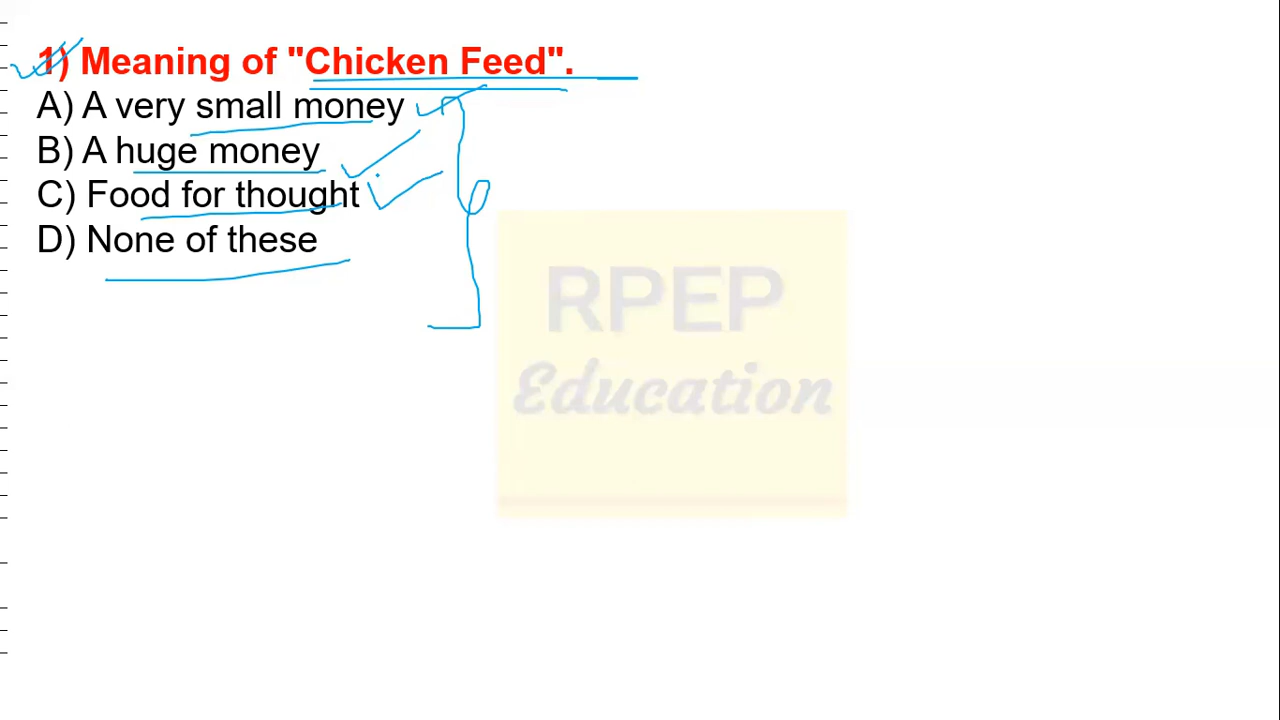 1) Meaning of "Chicken Feed".
A) A very small money
B) A huge money
C) Food for thought
D) None of these
RPEP
Education